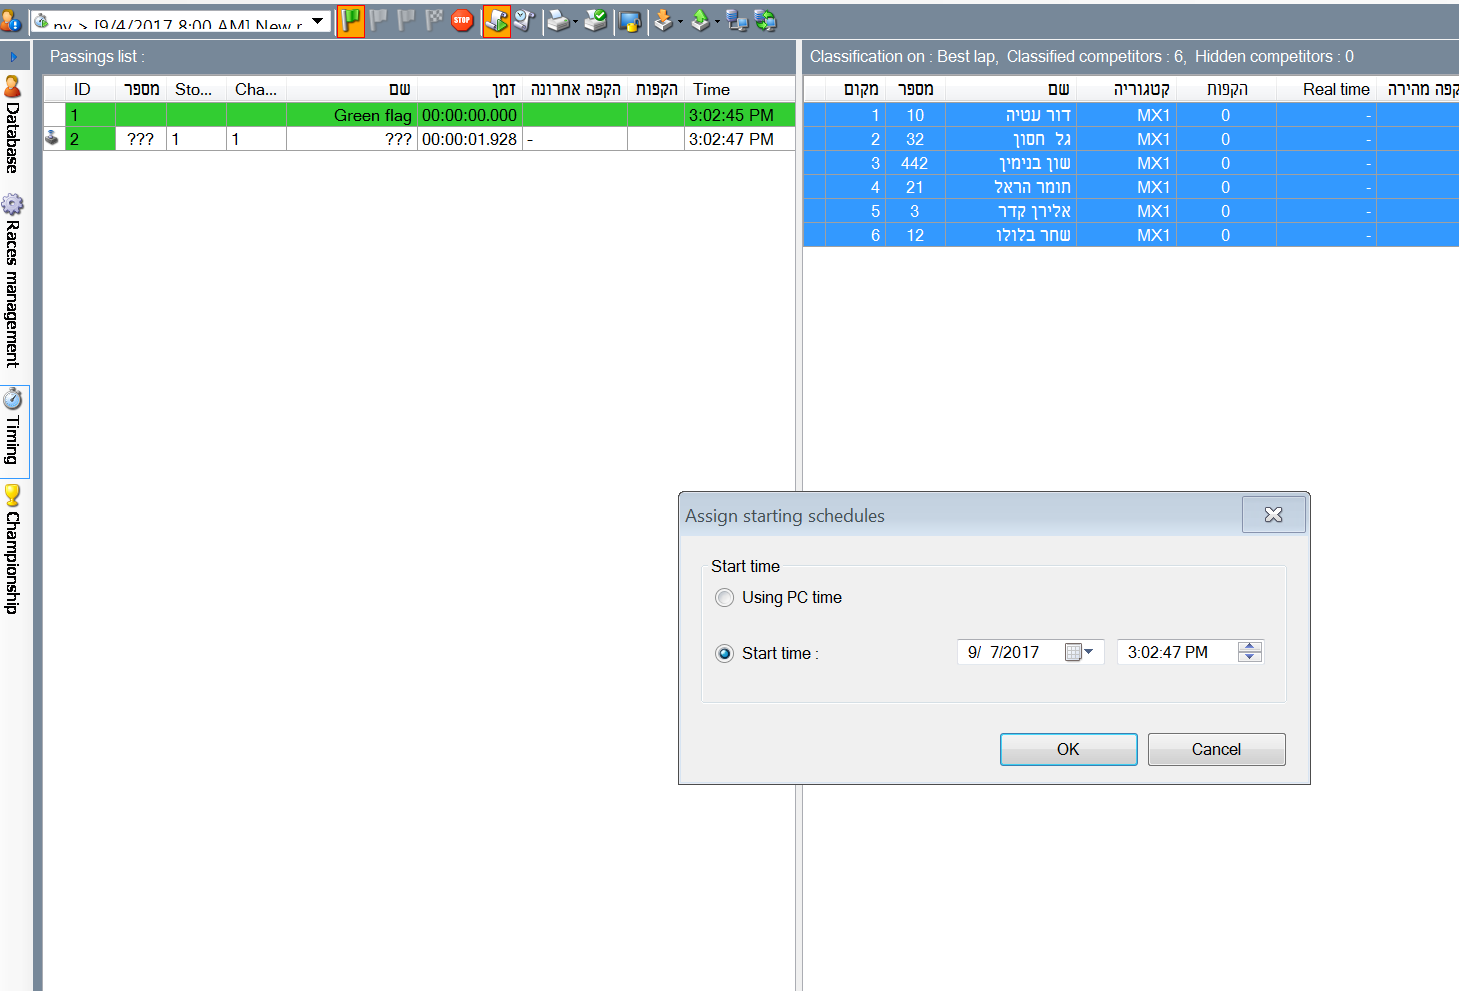 ny > [9/4/2017 8:00 AM] New r
STOP
Database
Races management
Timing
Championship
Passings list :
ID מספר Sto... Cha... שם זמן הקפה אחרונה הקפות Time
1 Green flag 00:00:00.000 3:02:45 PM
2 ??? 1 1 ??? 00:00:01.928 - 3:02:47 PM
Classification on : Best lap, Classified competitors : 6, Hidden competitors : 0
מקום מספר שם קטגוריה הקפות Real time קפה מהירה
1 10 דור עטיה MX1 0 -
2 32 גל חסון MX1 0 -
3 442 שון בנימין MX1 0 -
4 21 תומר הראל MX1 0 -
5 3 אלירן קדר MX1 0 -
6 12 שחר בלולו MX1 0 -
Assign starting schedules
Start time
Using PC time
Start time : 9/ 7/2017 3:02:47 PM
OK Cancel